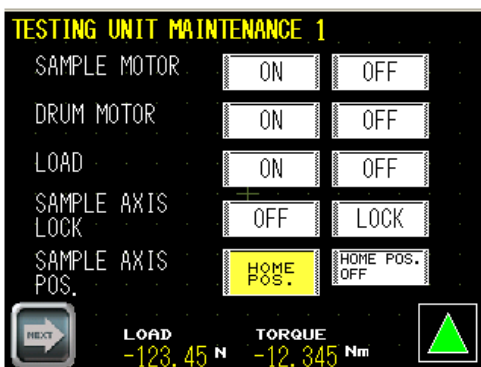 TESTING UNIT MAINTENANCE 1
SAMPLE MOTOR ON OFF
DRUM MOTOR ON OFF
LOAD ON OFF
SAMPLE AXIS
LOCK
OFF LOCK
SAMPLE AXIS
POS.
HOME
POS.
HOME POS.
OFF
NEXT
LOAD
-123.45 N
TORQUE
-12.345 Nm